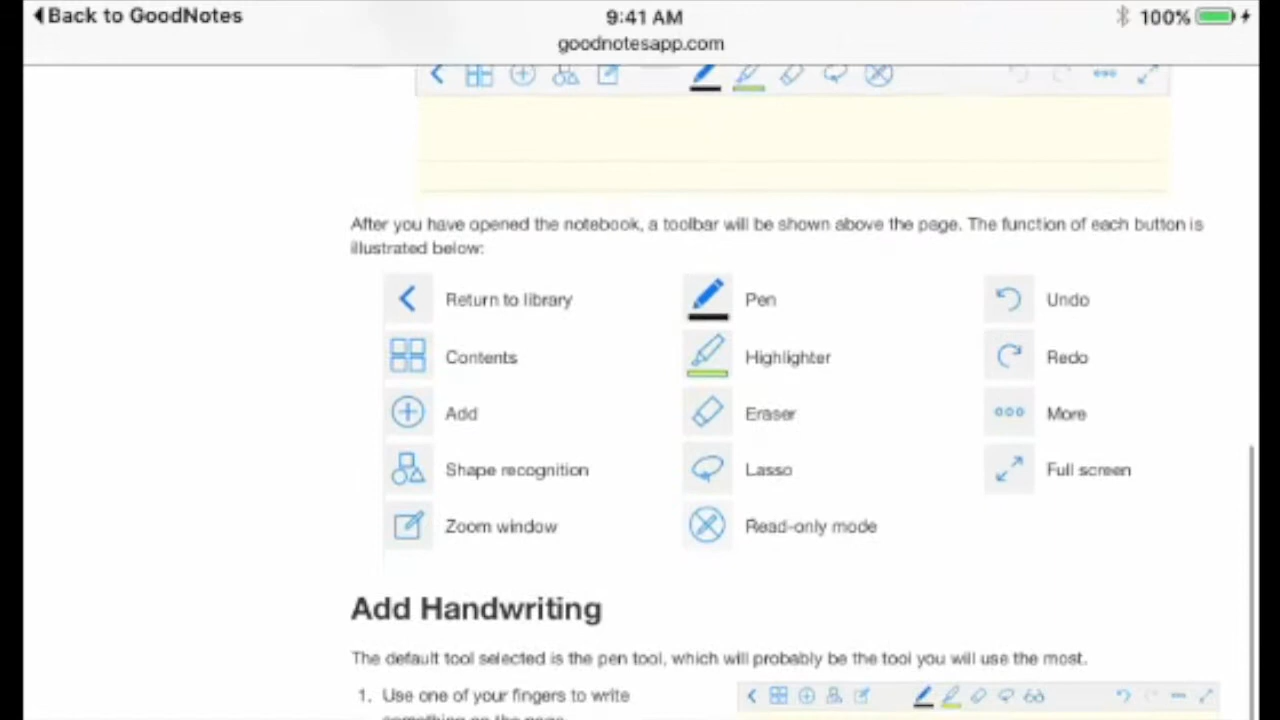 Back to GoodNotes
9:41 AM
100%
goodnotesapp.com
After you have opened the notebook, a toolbar will be shown above the page. The function of each button is
illustrated below:
Return to library
Pen
Undo
Contents
Highlighter
Redo
Add
Eraser
More
Shape recognition
Lasso
Full screen
Zoom window
Read-only mode
Add Handwriting
The default tool selected is the pen tool, which will probably be the tool you will use the most.
1. Use one of your fingers to write
something on the page